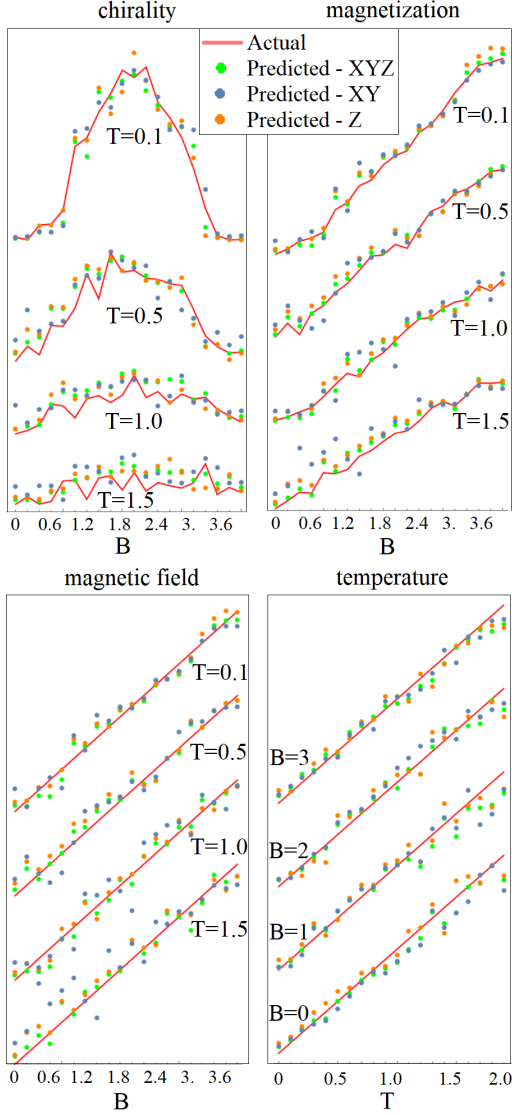 chirality
magnetization
Actual
Predicted - XYZ
Predicted - XY
Predicted - Z
T=0.1
T=0.5
T=1.0
T=1.5
0 0.6 1.2 1.8 2.4 3. 3.6
B
T=0.1
T=0.5
T=1.0
T=1.5
0 0.6 1.2 1.8 2.4 3. 3.6
B
magnetic field
temperature
T=0.1
T=0.5
T=1.0
T=1.5
0 0.6 1.2 1.8 2.4 3. 3.6
B
B=3
B=2
B=1
B=0
0 0.5 1.0 1.5 2.0
T